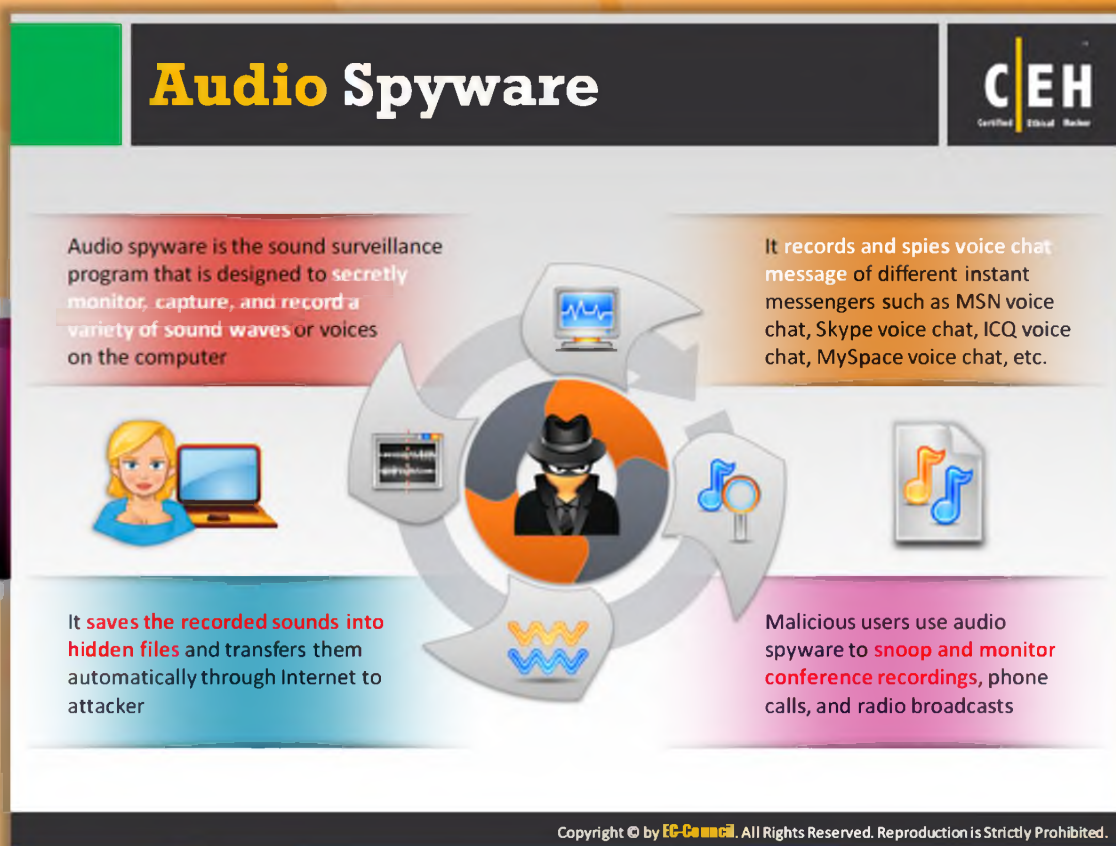 Audio Spyware
CEH
Certified Ethical Hacker
Audio spyware is the sound surveillance
program that is designed to secretly
monitor, capture, and record a
variety of sound waves or voices
on the computer
It records and spies voice chat
message of different instant
messengers such as MSN voice
chat, Skype voice chat, ICQ voice
chat, MySpace voice chat, etc.
It saves the recorded sounds into
hidden files and transfers them
automatically through Internet to
attacker
Malicious users use audio
spyware to snoop and monitor
conference recordings, phone
calls, and radio broadcasts
Copyright © by EC-Council. All Rights Reserved. Reproduction is Strictly Prohibited.